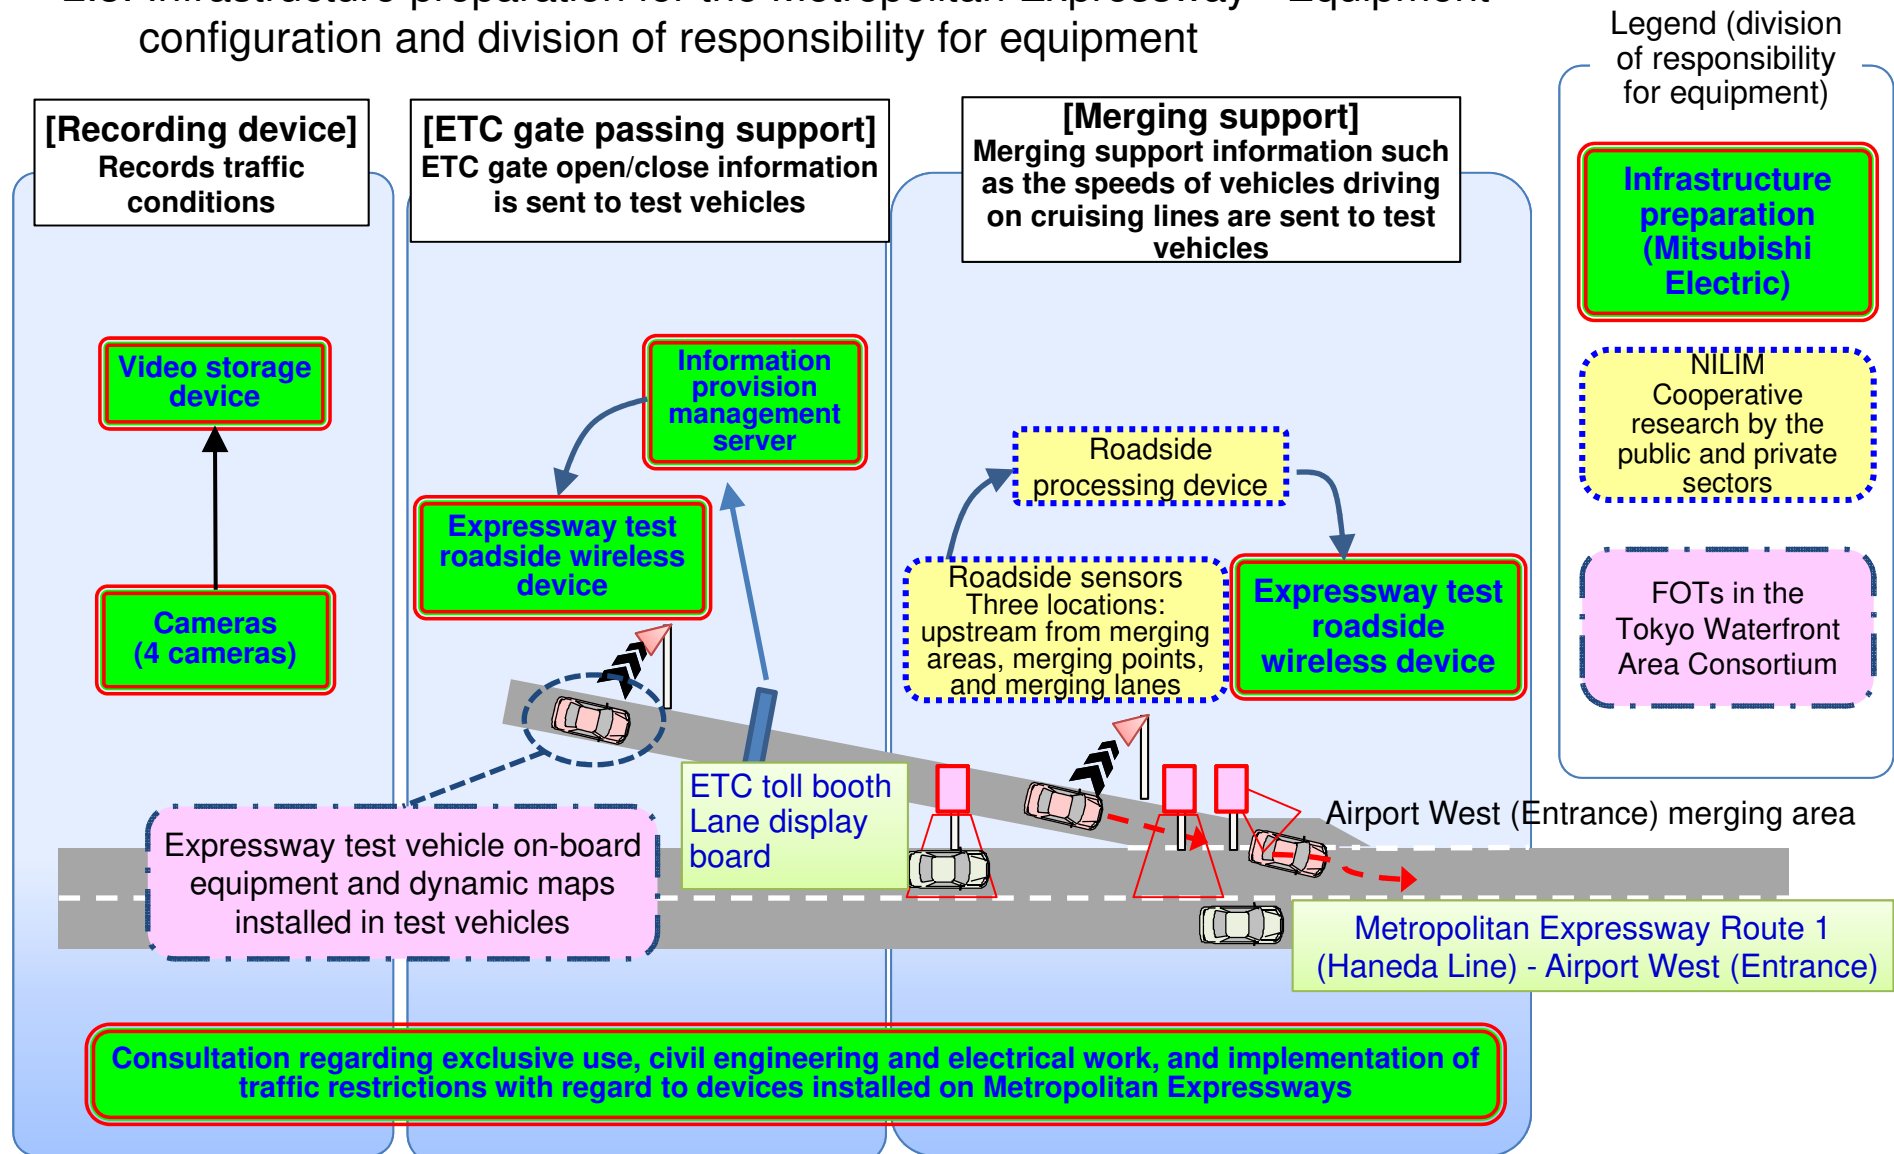 configuration and division of responsibility for equipment
Legend (division
of responsibility
for equipment)
[Recording device]
Records traffic
conditions
[ETC gate passing support]
ETC gate open/close information
is sent to test vehicles
[Merging support]
Merging support information such
as the speeds of vehicles driving
on cruising lines are sent to test
vehicles
Infrastructure
preparation
(Mitsubishi
Electric)
NILIM
Cooperative
research by the
public and private
sectors
FOTs in the
Tokyo Waterfront
Area Consortium
Video storage
device
Cameras
(4 cameras)
Information
provision
management
server
Expressway test
roadside wireless
device
Roadside
processing device
Roadside sensors
Three locations:
upstream from merging
areas, merging points,
and merging lanes
Expressway test
roadside
wireless device
ETC toll booth
Lane display
board
Airport West (Entrance) merging area
Expressway test vehicle on-board
equipment and dynamic maps
installed in test vehicles
Metropolitan Expressway Route 1
(Haneda Line) - Airport West (Entrance)
Consultation regarding exclusive use, civil engineering and electrical work, and implementation of
traffic restrictions with regard to devices installed on Metropolitan Expressways